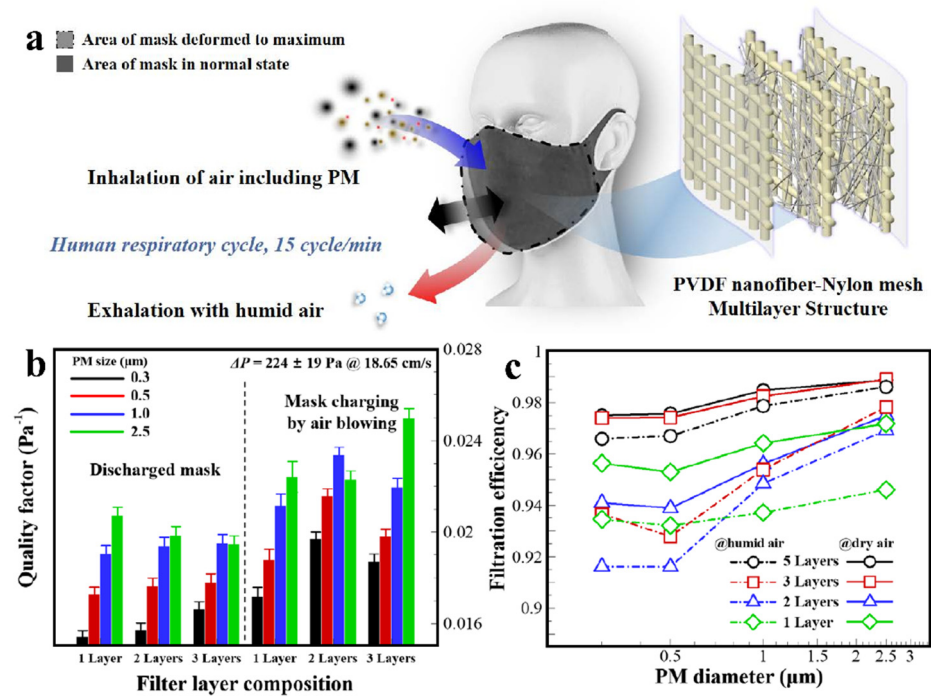 a
Area of mask deformed to maximum
Area of mask in normal state
Inhalation of air including PM
Human respiratory cycle, 15 cycle/min
Exhalation with humid air
PVDF nanofiber-Nylon mesh
Multilayer Structure
b
PM size (μm)
0.3
0.5
1.0
2.5
ΔP = 224 ± 19 Pa @ 18.65 cm/s
Mask charging
by air blowing
Discharged mask
Quality factor (Pa⁻¹)
0.028
0.024
0.02
0.016
1 Layer 2 Layers 3 Layers 1 Layer 2 Layers 3 Layers
Filter layer composition
c
Filtration efficicency
1
0.98
0.96
0.94
0.92
0.9
@humid air @dry air
5 Layers
3 Layers
2 Layers
1 Layer
0.5 1 1.5 2 2.5 3
PM diameter (μm)